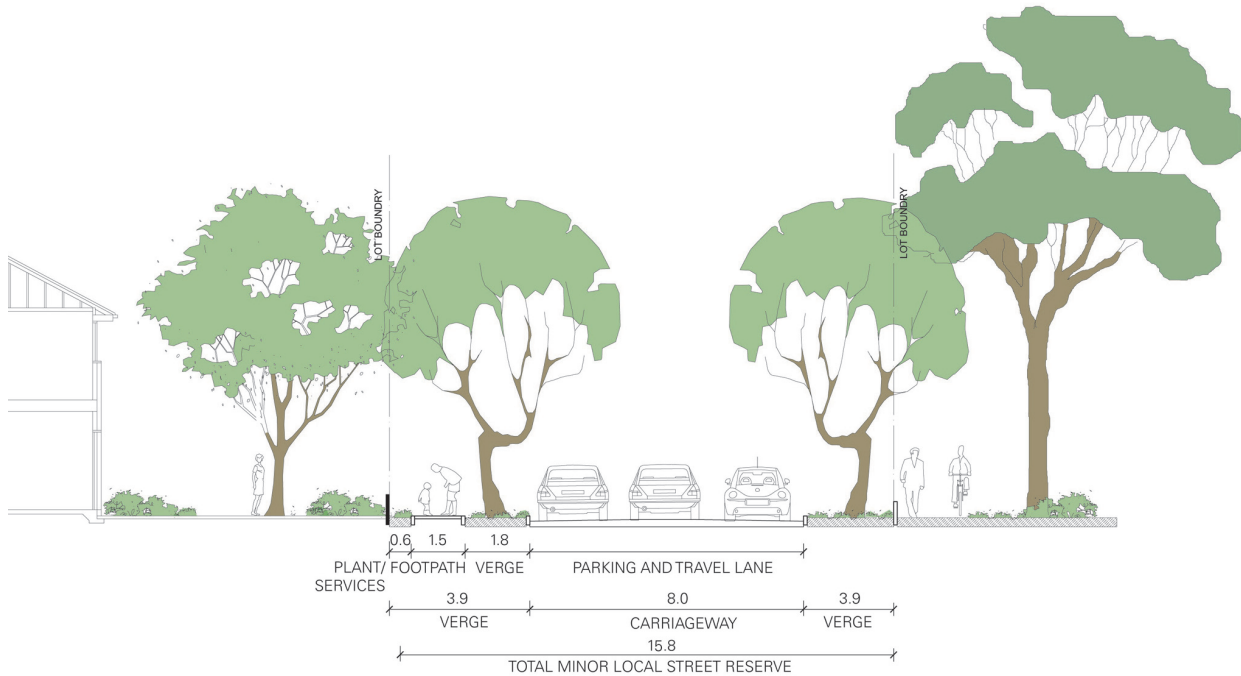 LOT BOUNDRY
LOT BOUNDRY
0.6 1.5 1.8
PLANT/ FOOTPATH VERGE PARKING AND TRAVEL LANE
SERVICES
3.9 8.0 3.9
VERGE CARRIAGEWAY VERGE
15.8
TOTAL MINOR LOCAL STREET RESERVE